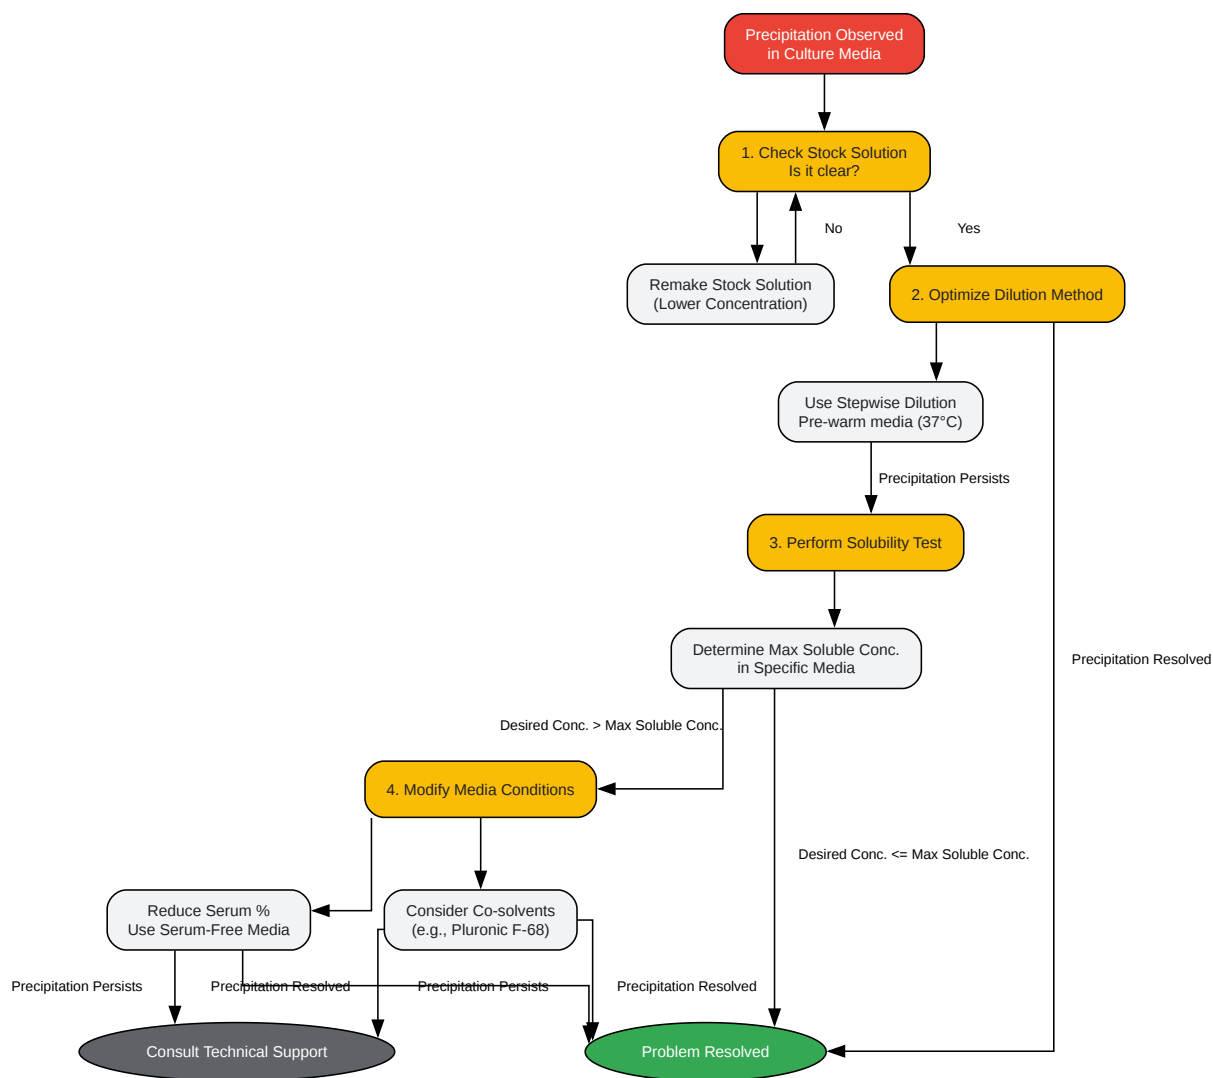 Precipitation Observed
in Culture Media
1. Check Stock Solution
Is it clear?
No
Yes
Remake Stock Solution
(Lower Concentration)
2. Optimize Dilution Method
Use Stepwise Dilution
Pre-warm media (37°C)
Precipitation Persists
3. Perform Solubility Test
Determine Max Soluble Conc.
in Specific Media
Precipitation Resolved
Desired Conc. > Max Soluble Conc.
4. Modify Media Conditions
Desired Conc. <= Max Soluble Conc.
Reduce Serum %
Use Serum-Free Media
Consider Co-solvents
(e.g., Pluronic F-68)
Precipitation Persists
Precipitation Resolved
Precipitation Persists
Precipitation Resolved
Consult Technical Support
Problem Resolved